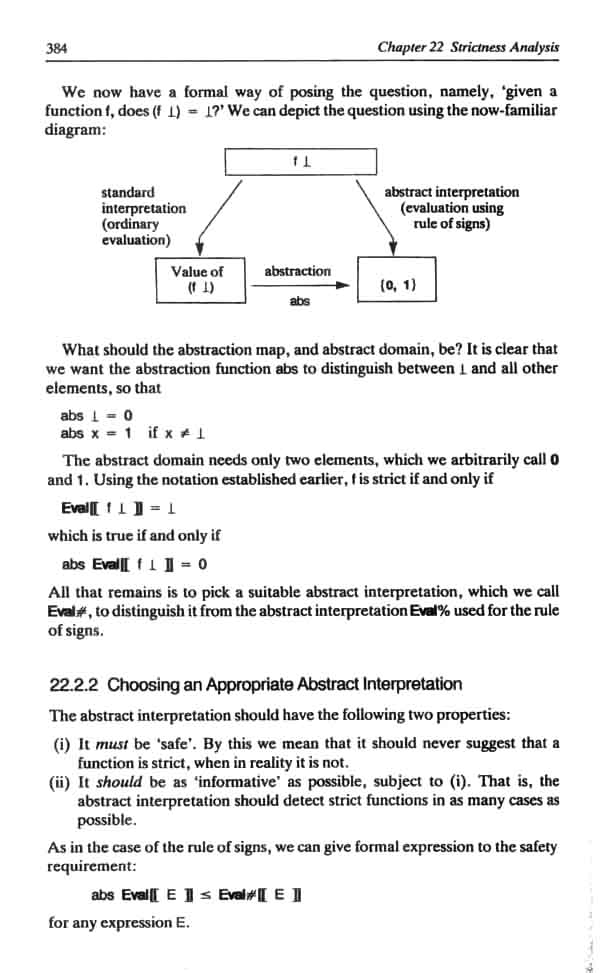 384
Chapter 22 Strictness Analysis
We now have a formal way of posing the question, namely, ‘given a
function f, does (f ⊥) = ⊥?’ We can depict the question using the now-familiar
diagram:
f ⊥
standard
interpretation
(ordinary
evaluation)
abstract interpretation
(evaluation using
rule of signs)
Value of
(f ⊥)
abstraction
abs
{0, 1}
What should the abstraction map, and abstract domain, be? It is clear that
we want the abstraction function abs to distinguish between ⊥ and all other
elements, so that
abs ⊥ = 0
abs x = 1 if x ≠ ⊥
The abstract domain needs only two elements, which we arbitrarily call 0
and 1. Using the notation established earlier, f is strict if and only if
Eval⟦ f ⊥ ⟧ = ⊥
which is true if and only if
abs Eval⟦ f ⊥ ⟧ = 0
All that remains is to pick a suitable abstract interpretation, which we call
Eval#, to distinguish it from the abstract interpretation Eval% used for the rule
of signs.
22.2.2 Choosing an Appropriate Abstract Interpretation
The abstract interpretation should have the following two properties:
(i) It must be ‘safe’. By this we mean that it should never suggest that a
function is strict, when in reality it is not.
(ii) It should be as ‘informative’ as possible, subject to (i). That is, the
abstract interpretation should detect strict functions in as many cases as
possible.
As in the case of the rule of signs, we can give formal expression to the safety
requirement:
abs Eval⟦ E ⟧ ≤ Eval#⟦ E ⟧
for any expression E.